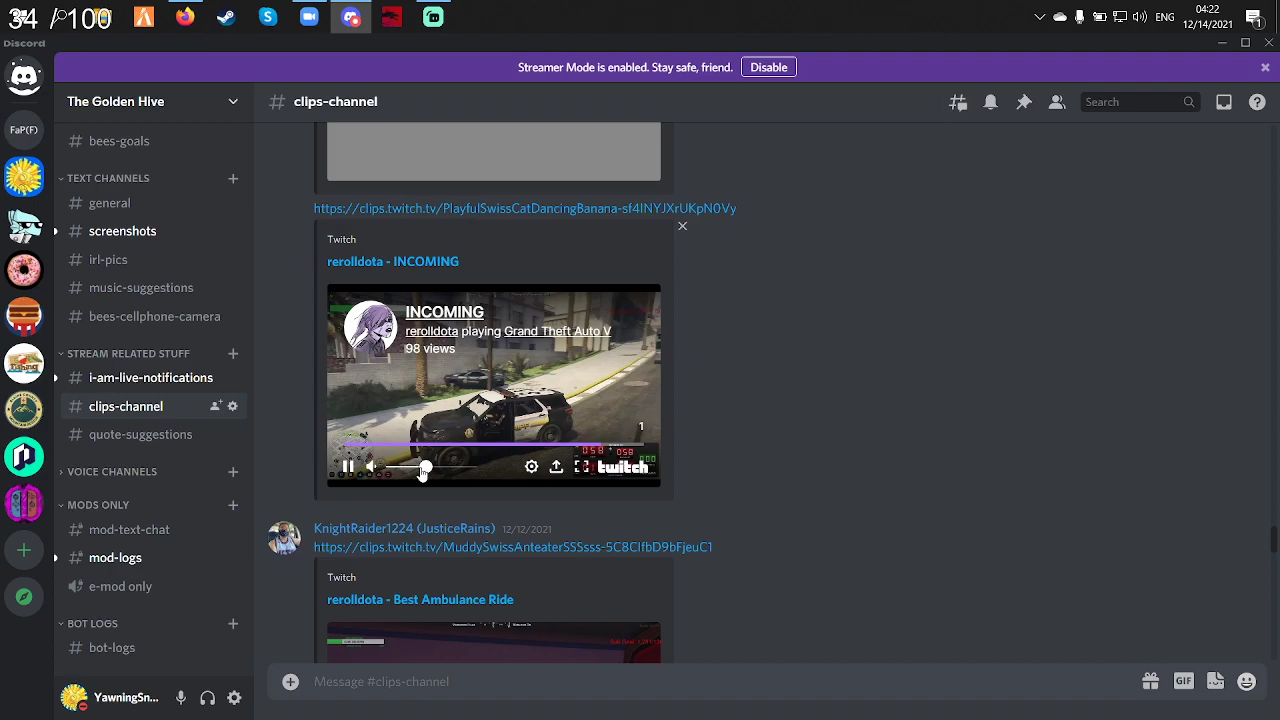 34 /100
04:22
ENG
12/14/2021
1
Discord
Streamer Mode is enabled. Stay safe, friend.
Disable
The Golden Hive
# clips-channel
Search
FaP(F)
# bees-goals
TEXT CHANNELS
# general
# screenshots
# irl-pics
# music-suggestions
# bees-cellphone-camera
STREAM RELATED STUFF
# i-am-live-notifications
# clips-channel
# quote-suggestions
VOICE CHANNELS
MODS ONLY
# mod-text-chat
# mod-logs
e-mod only
BOT LOGS
# bot-logs
YawningSn...
https://clips.twitch.tv/PlayfulSwissCatDancingBanana-sf4INYJXrUKpN0Vy
Twitch
rerolldota - INCOMING
INCOMING
rerolldota playing Grand Theft Auto V
98 views
1
twitch
KnightRaider1224 (JusticeRains) 12/12/2021
https://clips.twitch.tv/MuddySwissAnteaterSSSsss-5C8CIfbD9bFjeuC1
Twitch
rerolldota - Best Ambulance Ride
Message #clips-channel
GIF